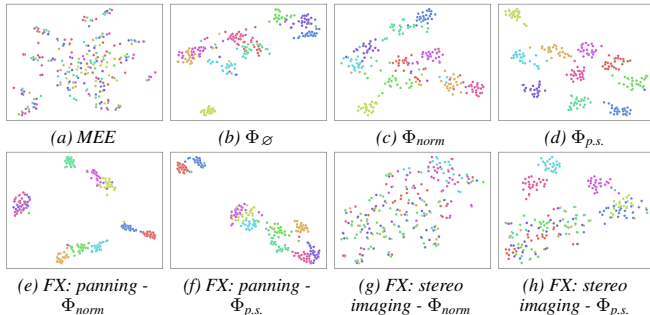 (a) MEE
(b) Φ∅
(c) Φnorm
(d) Φp.s.
(e) FX: panning -
Φnorm
(f) FX: panning -
Φp.s.
(g) FX: stereo
imaging - Φnorm
(h) FX: stereo
imaging - Φp.s.